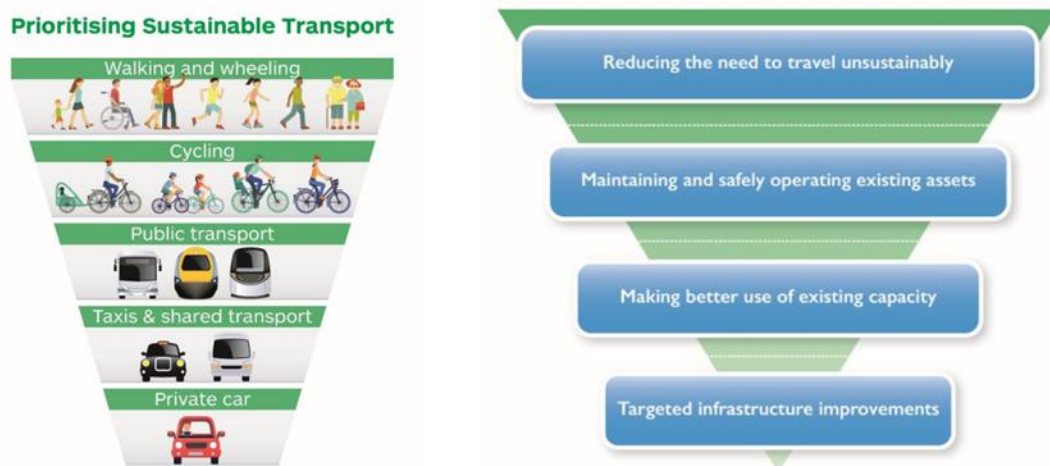 Prioritising Sustainable Transport
Walking and wheeling
Cycling
Public transport
Taxis & shared transport
Private car
Reducing the need to travel unsustainably
Maintaining and safely operating existing assets
Making better use of existing capacity
Targeted infrastructure improvements